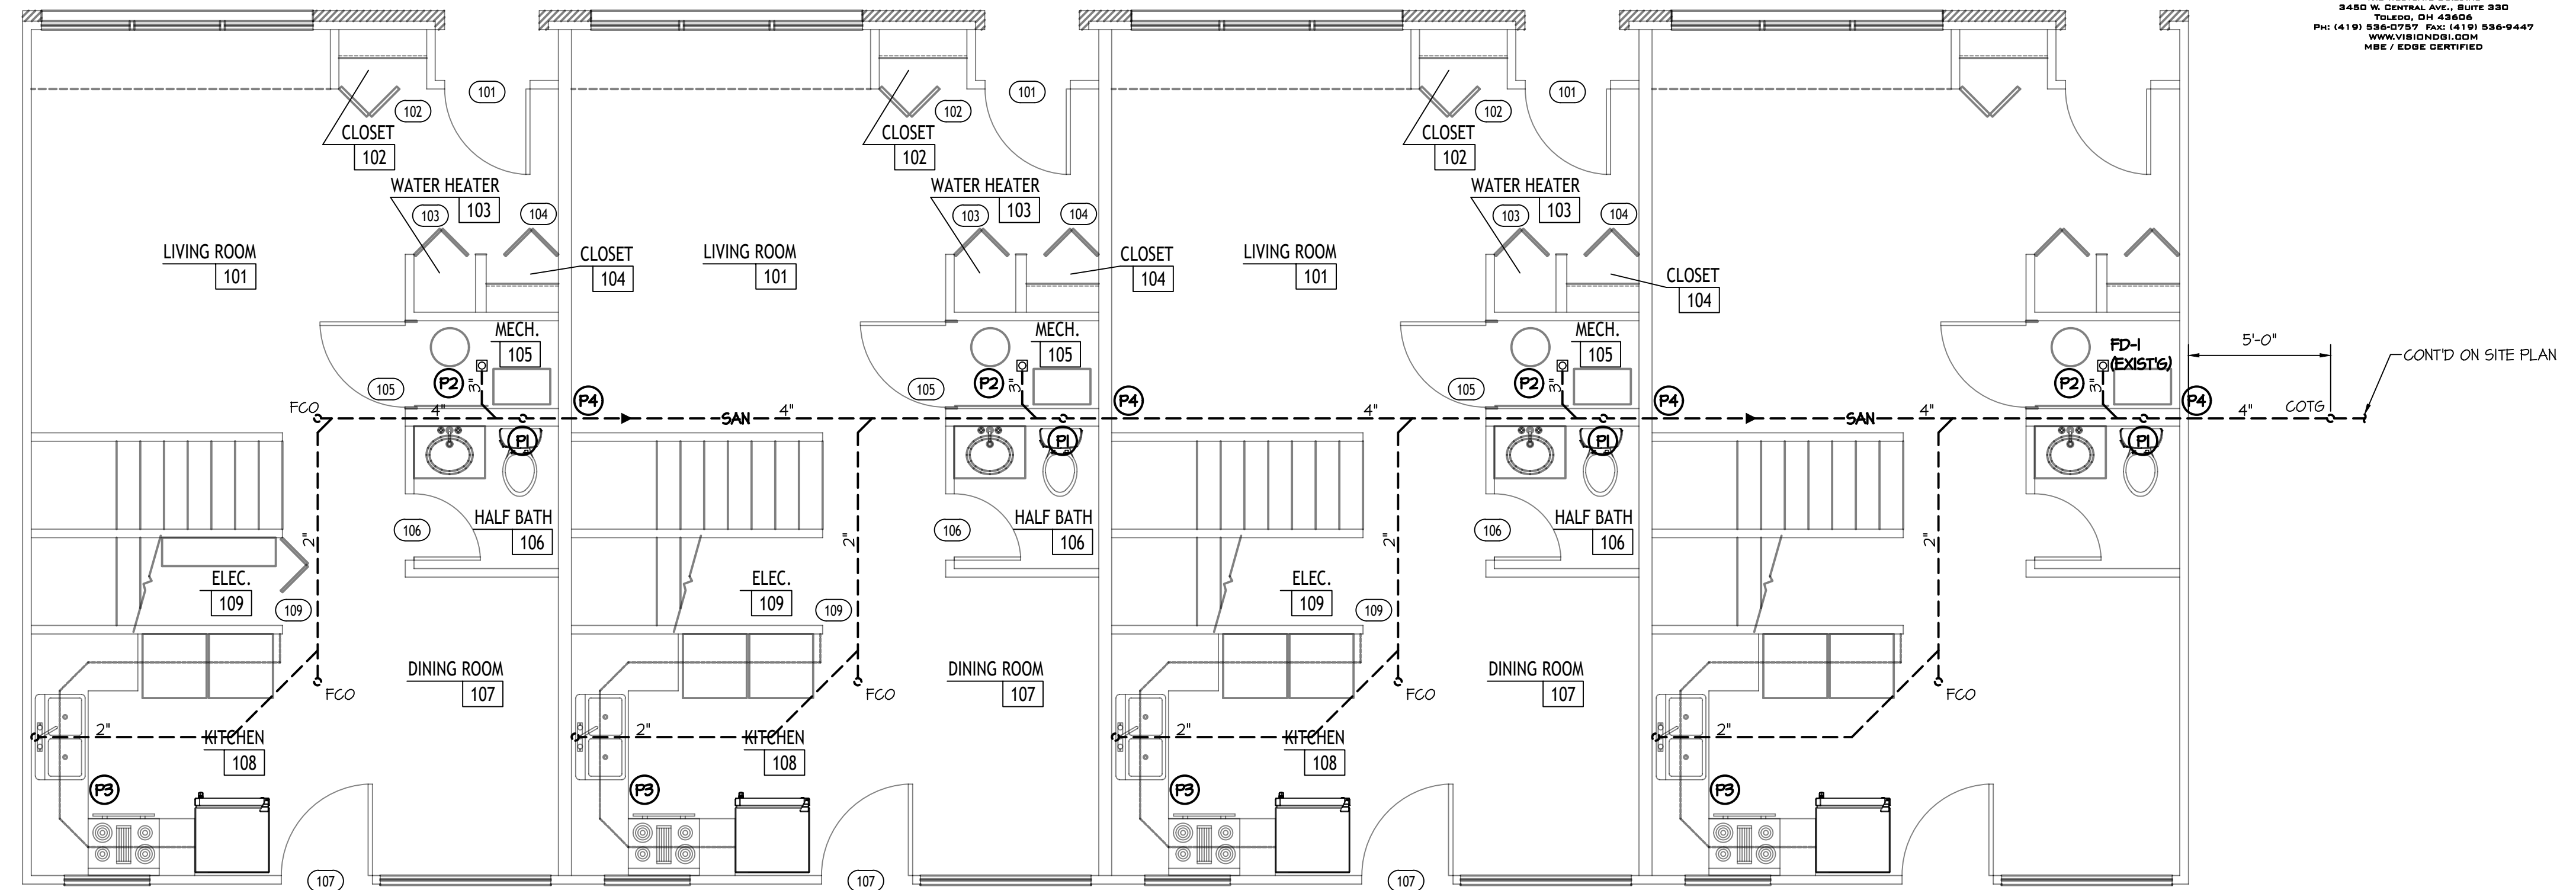 3450 W. CENTRAL AVE., SUITE 330
TOLEDO, OH 43606
PH: (419) 536-0757 FAX: (419) 536-9447
WWW.VISIONDGI.COM
MBE / EDGE CERTIFIED
101
101
101
102
102
102
CLOSET
102
CLOSET
102
CLOSET
102
WATER HEATER
103
WATER HEATER
103
WATER HEATER
103
103
104
103
104
103
104
LIVING ROOM
101
LIVING ROOM
101
LIVING ROOM
101
CLOSET
104
CLOSET
104
CLOSET
104
MECH.
105
MECH.
105
MECH.
105
FD-1
(EXIST'G)
5'-0"
CONT'D ON SITE PLAN
P2
3"
P2
3"
P2
3"
P2
3"
105
105
105
P4
P4
P4
P4
FCO
4"
SAN
4"
4"
SAN
4"
4"
COTG
P1
P1
P1
P1
HALF BATH
106
HALF BATH
106
HALF BATH
106
106
106
106
2"
2"
2"
2"
ELEC.
109
ELEC.
109
ELEC.
109
109
109
109
DINING ROOM
107
DINING ROOM
107
DINING ROOM
107
FCO
FCO
FCO
FCO
2"
2"
2"
2"
KITCHEN
108
KITCHEN
108
KITCHEN
108
P3
P3
P3
P3
107
107
107